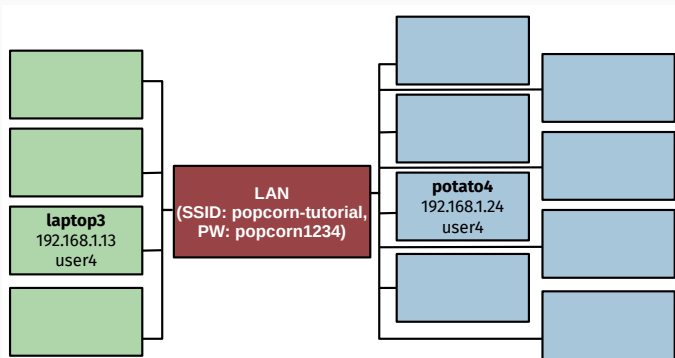 laptop3
192.168.1.13
user4
LAN
(SSID: popcorn-tutorial,
PW: popcorn1234)
potato4
192.168.1.24
user4